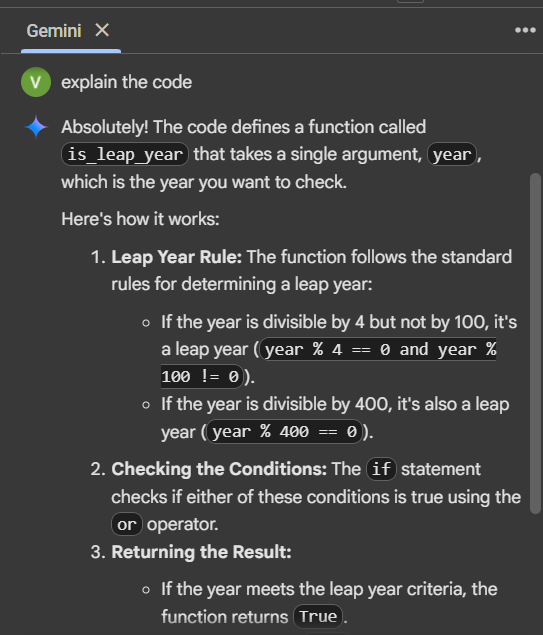 Gemini
V explain the code
Absolutely! The code defines a function called
is_leap_year that takes a single argument, year,
which is the year you want to check.
Here's how it works:
1. Leap Year Rule: The function follows the standard
rules for determining a leap year:
○ If the year is divisible by 4 but not by 100, it's
a leap year (year % 4 == 0 and year %
100 != 0).
○ If the year is divisible by 400, it's also a leap
year (year % 400 == 0).
2. Checking the Conditions: The if statement
checks if either of these conditions is true using the
or operator.
3. Returning the Result:
○ If the year meets the leap year criteria, the
function returns True.